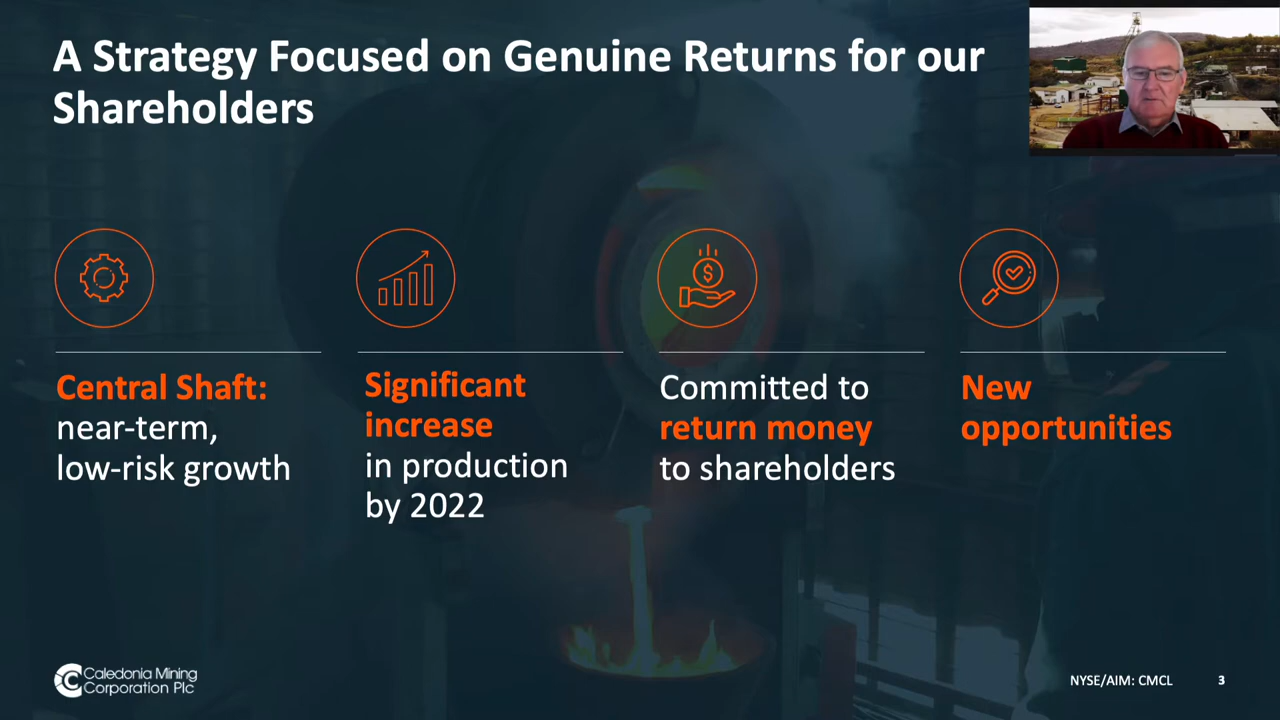 A Strategy Focused on Genuine Returns for our
Shareholders
$
Central Shaft:
near-term,
low-risk growth
Significant
increase
in production
by 2022
Committed to
return money
to shareholders
New
opportunities
Caledonia Mining
Corporation Plc
NYSE/AIM: CMCL
3